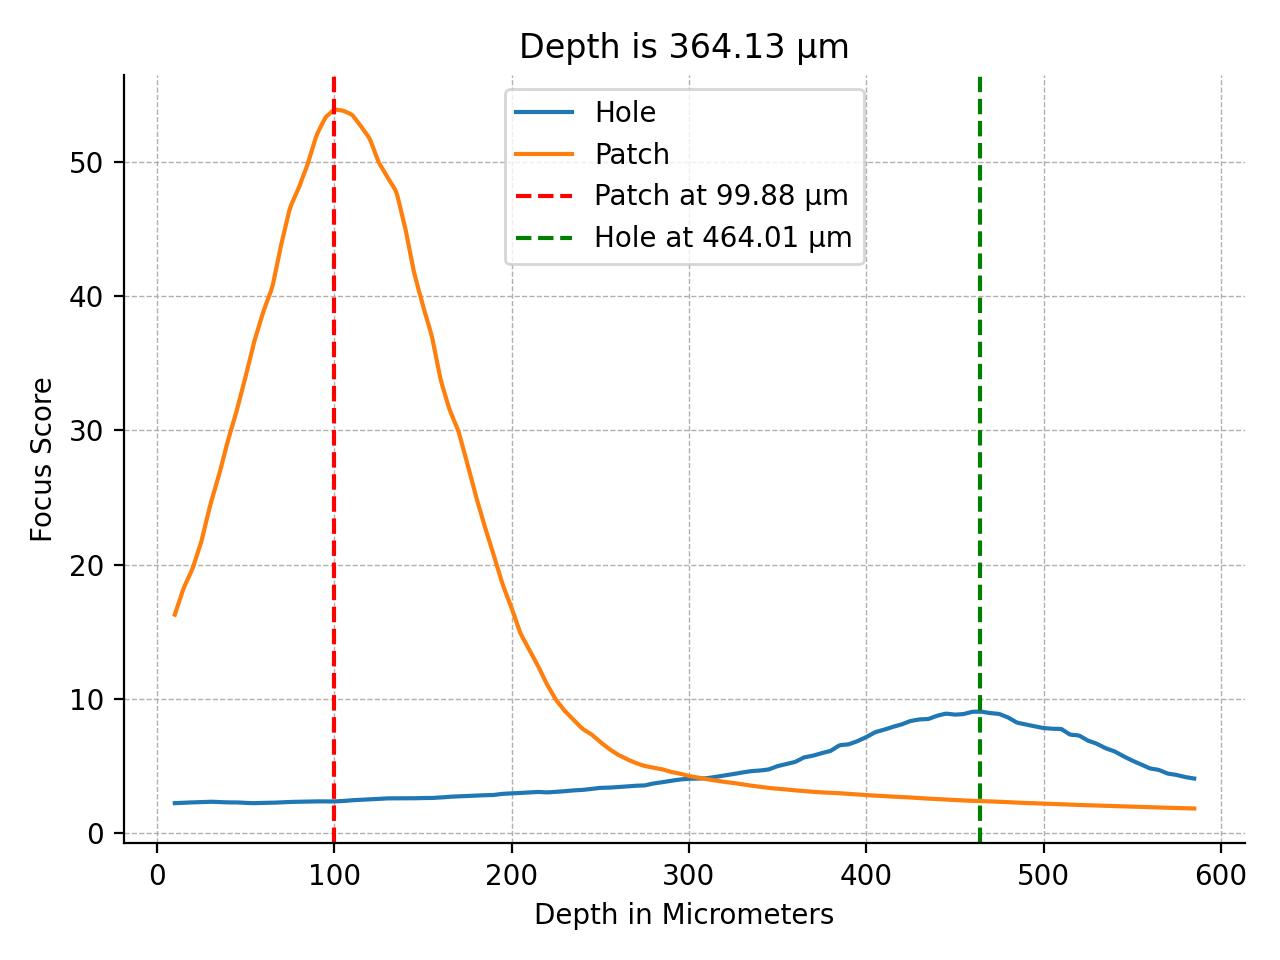 Depth is 364.13 µm
Hole
Patch
Patch at 99.88 µm
Hole at 464.01 µm
Focus Score
50
40
30
20
10
0
0 100 200 300 400 500 600
Depth in Micrometers